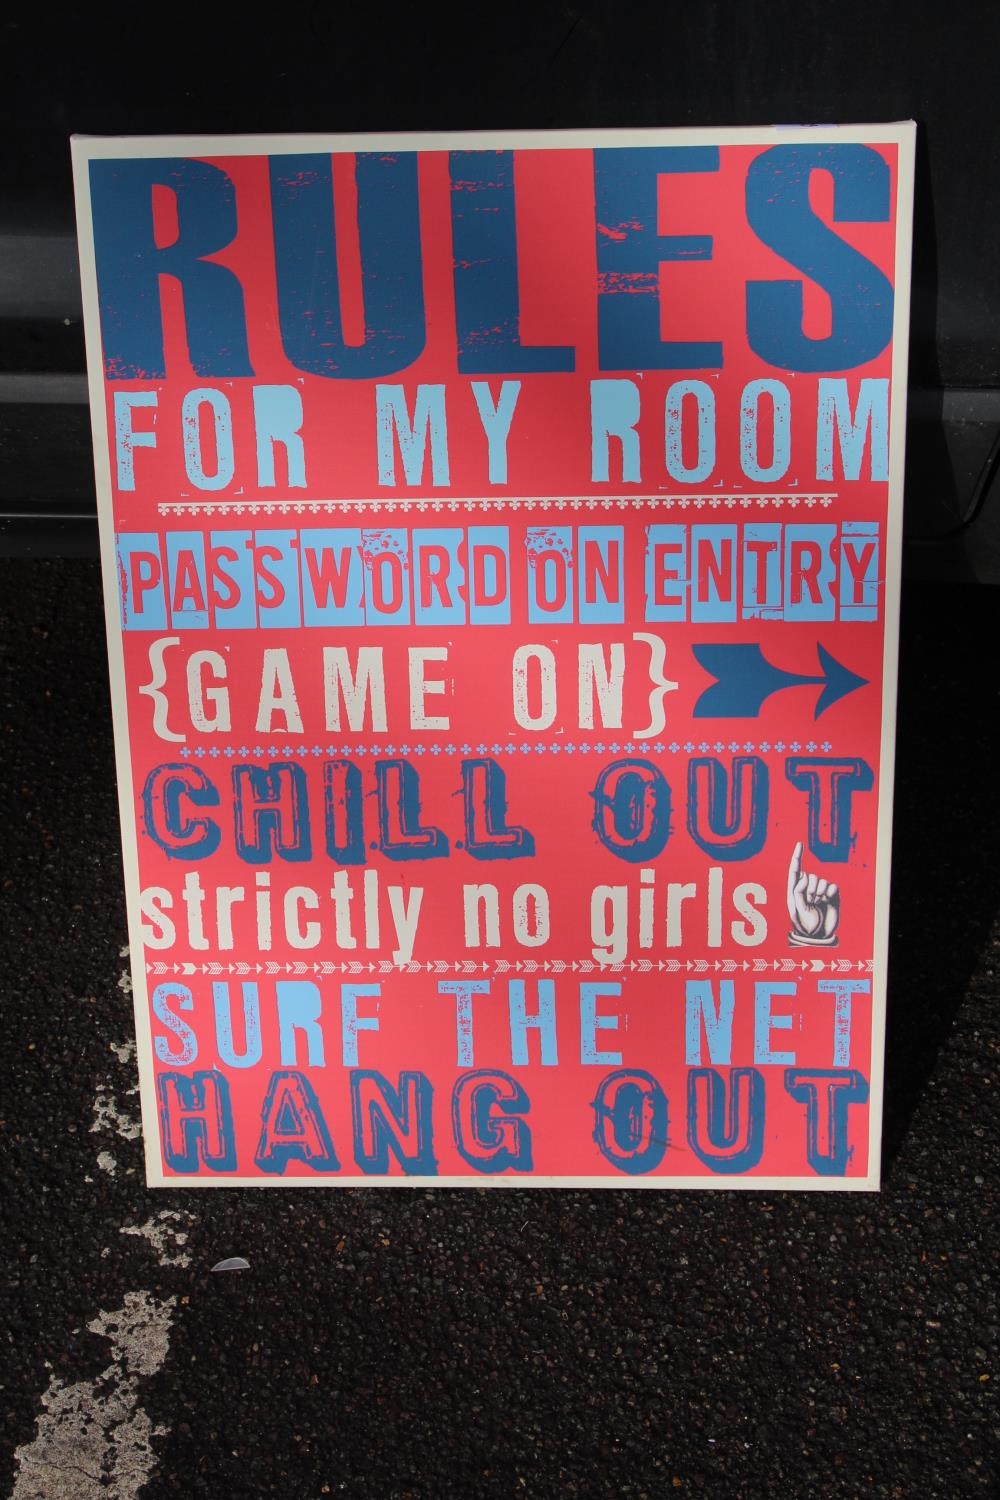 RULES
FOR MY ROOM
PASSWORD ON ENTRY
{GAME ON}
CHILL OUT
strictly no girls
SURF THE NET
HANG OUT